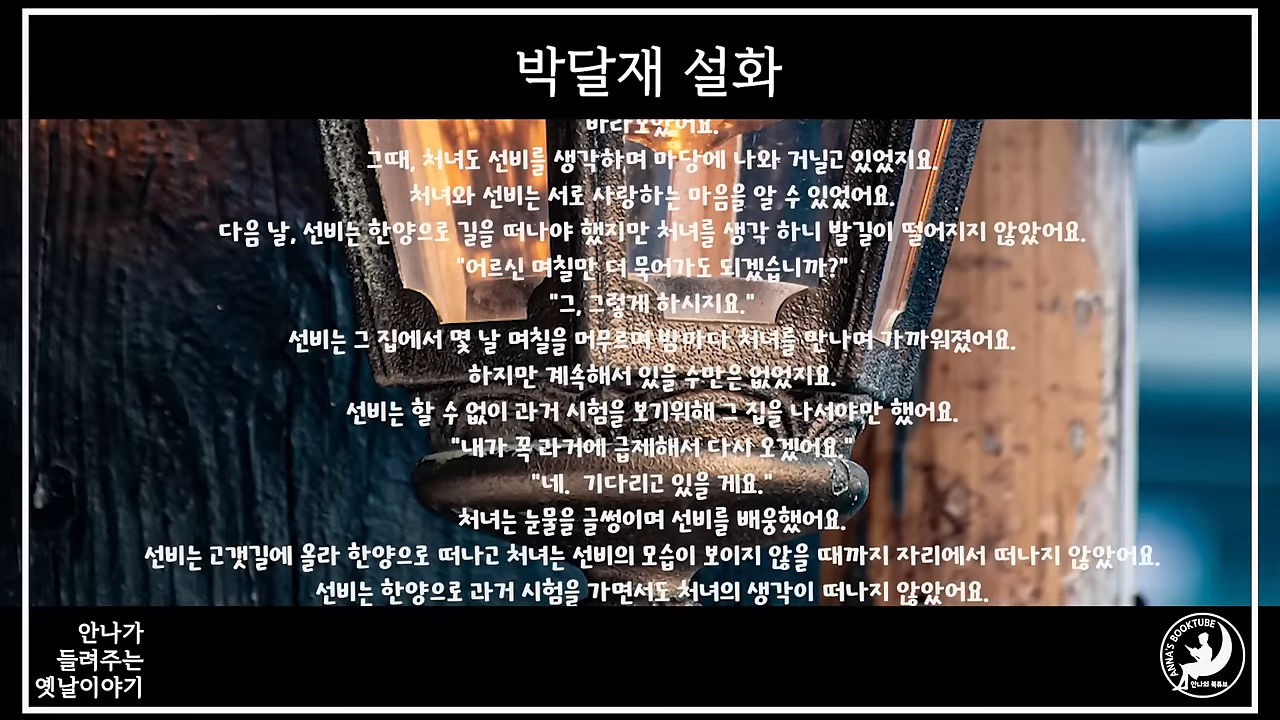 박달재 설화
바라보았어요.
그때, 처녀도 선비를 생각하며 마당에 나와 거닐고 있었지요.
처녀와 선비는 서로 사랑하는 마음을 알 수 있었어요.
다음 날, 선비는 한양으로 길을 떠나야 했지만 처녀를 생각 하니 발길이 떨어지지 않았어요.
"어르신 며칠만 더 묵어가도 되겠습니까?"
"그, 그렇게 하시지요."
선비는 그 집에서 몇 날 며칠을 머무르며 밤마다 처녀를 만나며 가까워졌어요.
하지만 계속해서 있을 수만은 없었지요.
선비는 할 수 없이 과거 시험을 보기위해 그 집을 나서야만 했어요.
"내가 꼭 과거에 급제해서 다시 오겠어요."
"네.  기다리고 있을 게요."
처녀는 눈물을 글썽이며 선비를 배웅했어요.
선비는 고갯길에 올라 한양으로 떠나고 처녀는 선비의 모습이 보이지 않을 때까지 자리에서 떠나지 않았어요.
선비는 한양으로 과거 시험을 가면서도 처녀의 생각이 떠나지 않았어요.
안나가
들려주는
옛날이야기
ANNA'S BOOKTUBE
안나의 북튜브